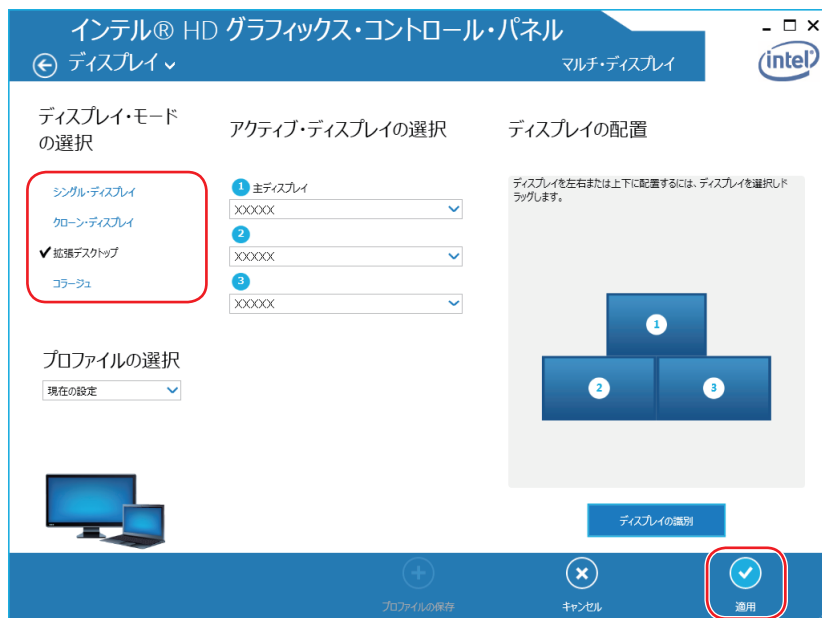 インテル® HD グラフィックス・コントロール・パネル
ディスプレイ
マルチ・ディスプレイ
intel
ディスプレイ・モード
の選択
シングル・ディスプレイ
クローン・ディスプレイ
拡張デスクトップ
コラージュ
プロファイルの選択
現在の設定
アクティブ・ディスプレイの選択
1 主ディスプレイ
XXXXX
2
XXXXX
3
XXXXX
ディスプレイの配置
ディスプレイを左右または上下に配置するには、ディスプレイを選択しド
ラッグします。
1
2
3
ディスプレイの識別
プロファイルの保存
キャンセル
適用